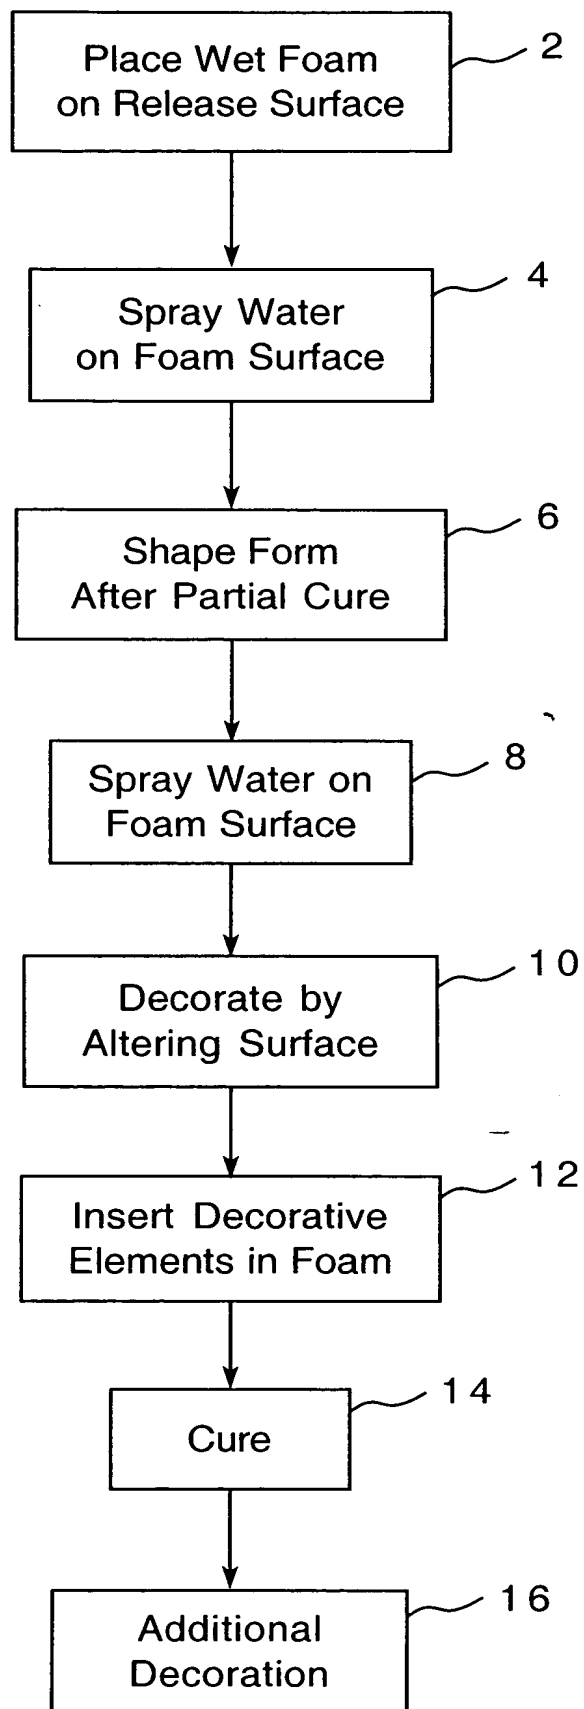 Place Wet Foam
on Release Surface
2
Spray Water
on Foam Surface
4
Shape Form
After Partial Cure
6
Spray Water on
Foam Surface
8
Decorate by
Altering Surface
10
Insert Decorative
Elements in Foam
12
Cure
14
Additional
Decoration
16